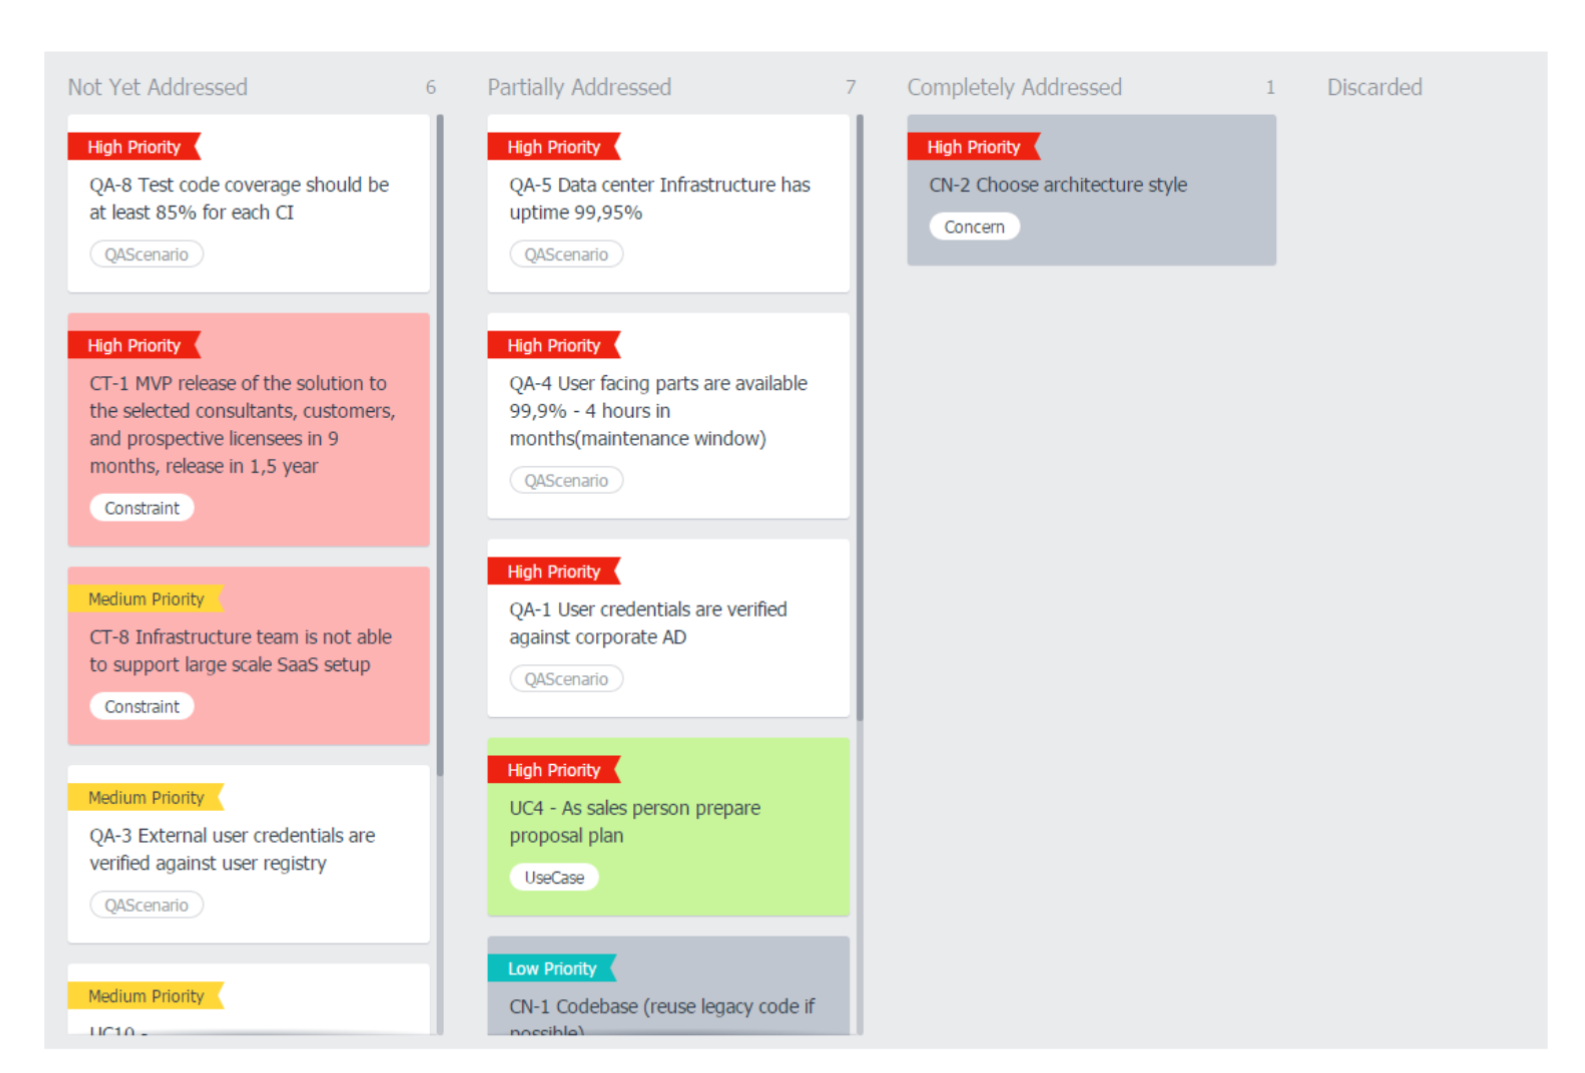 Not Yet Addressed 6
High Priority
QA-8 Test code coverage should be
at least 85% for each CI
QAScenario
High Priority
CT-1 MVP release of the solution to
the selected consultants, customers,
and prospective licensees in 9
months, release in 1,5 year
Constraint
Medium Priority
CT-8 Infrastructure team is not able
to support large scale SaaS setup
Constraint
Medium Priority
QA-3 External user credentials are
verified against user registry
QAScenario
Medium Priority
UC10 -
Partially Addressed 7
High Priority
QA-5 Data center Infrastructure has
uptime 99,95%
QAScenario
High Priority
QA-4 User facing parts are available
99,9% - 4 hours in
months(maintenance window)
QAScenario
High Priority
QA-1 User credentials are verified
against corporate AD
QAScenario
High Priority
UC4 - As sales person prepare
proposal plan
UseCase
Low Priority
CN-1 Codebase (reuse legacy code if
possible)
Completely Addressed 1
High Priority
CN-2 Choose architecture style
Concern
Discarded